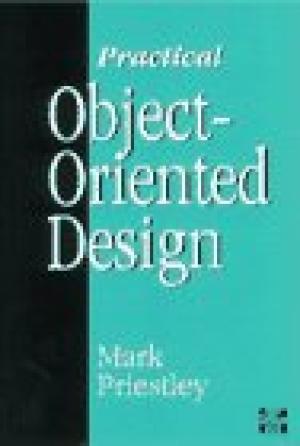 Practical
Object-
Oriented
Design
Mark
Priestley